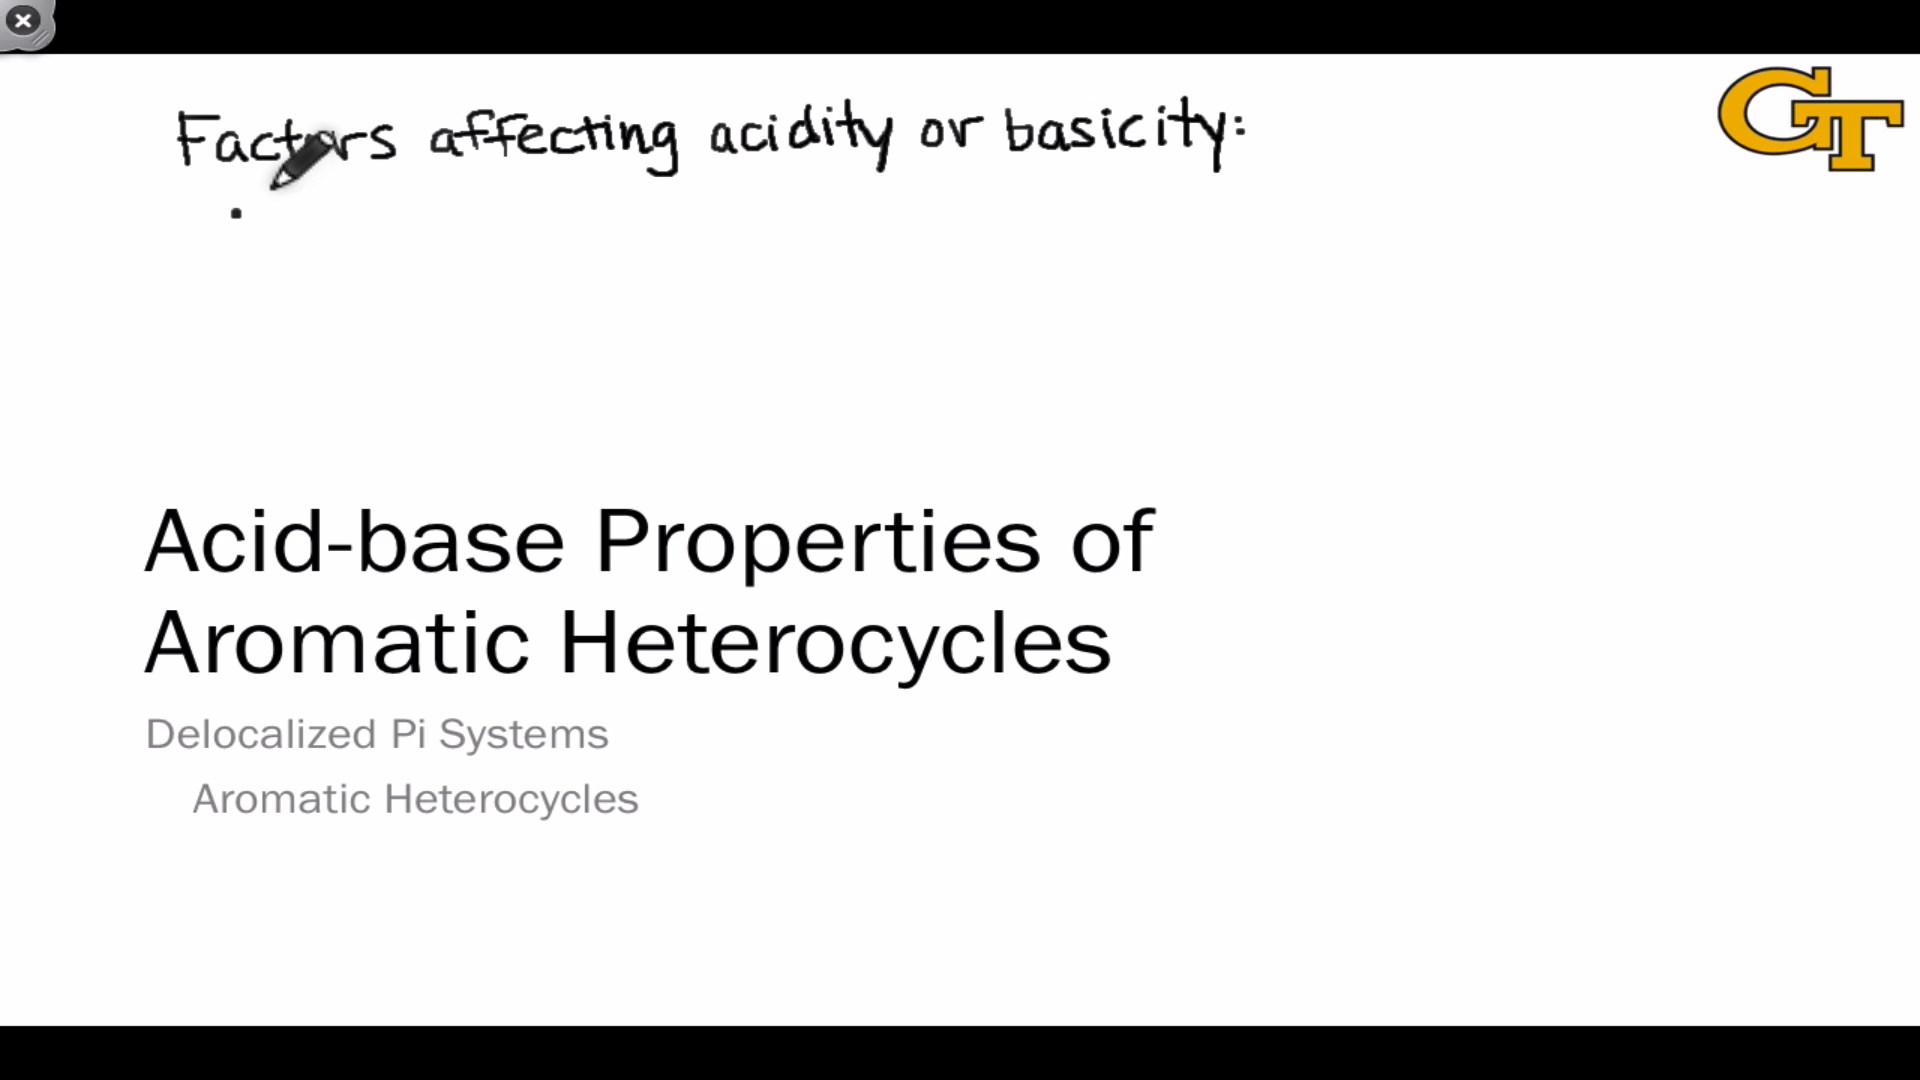 Factors affecting acidity or basicity:
GT
Acid-base Properties of
Aromatic Heterocycles
Delocalized Pi Systems
Aromatic Heterocycles